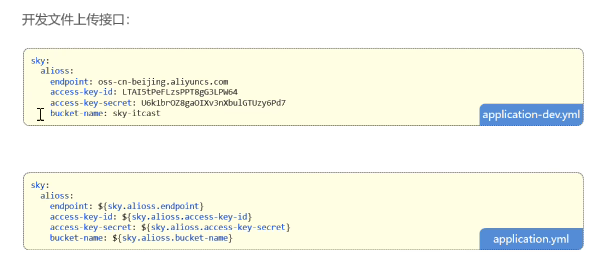 开发文件上传接口：
sky:
alioss:
endpoint: oss-cn-beijing.aliyuncs.com
access-key-id: LTAI5tPeFLzsPPT8gG3LPW64
access-key-secret: U6k1brOZ8gaOIXv3nXbulGTUzy6Pd7
bucket-name: sky-itcast
application-dev.yml
sky:
alioss:
endpoint: ${sky.alioss.endpoint}
access-key-id: ${sky.alioss.access-key-id}
access-key-secret: ${sky.alioss.access-key-secret}
bucket-name: ${sky.alioss.bucket-name}
application.yml